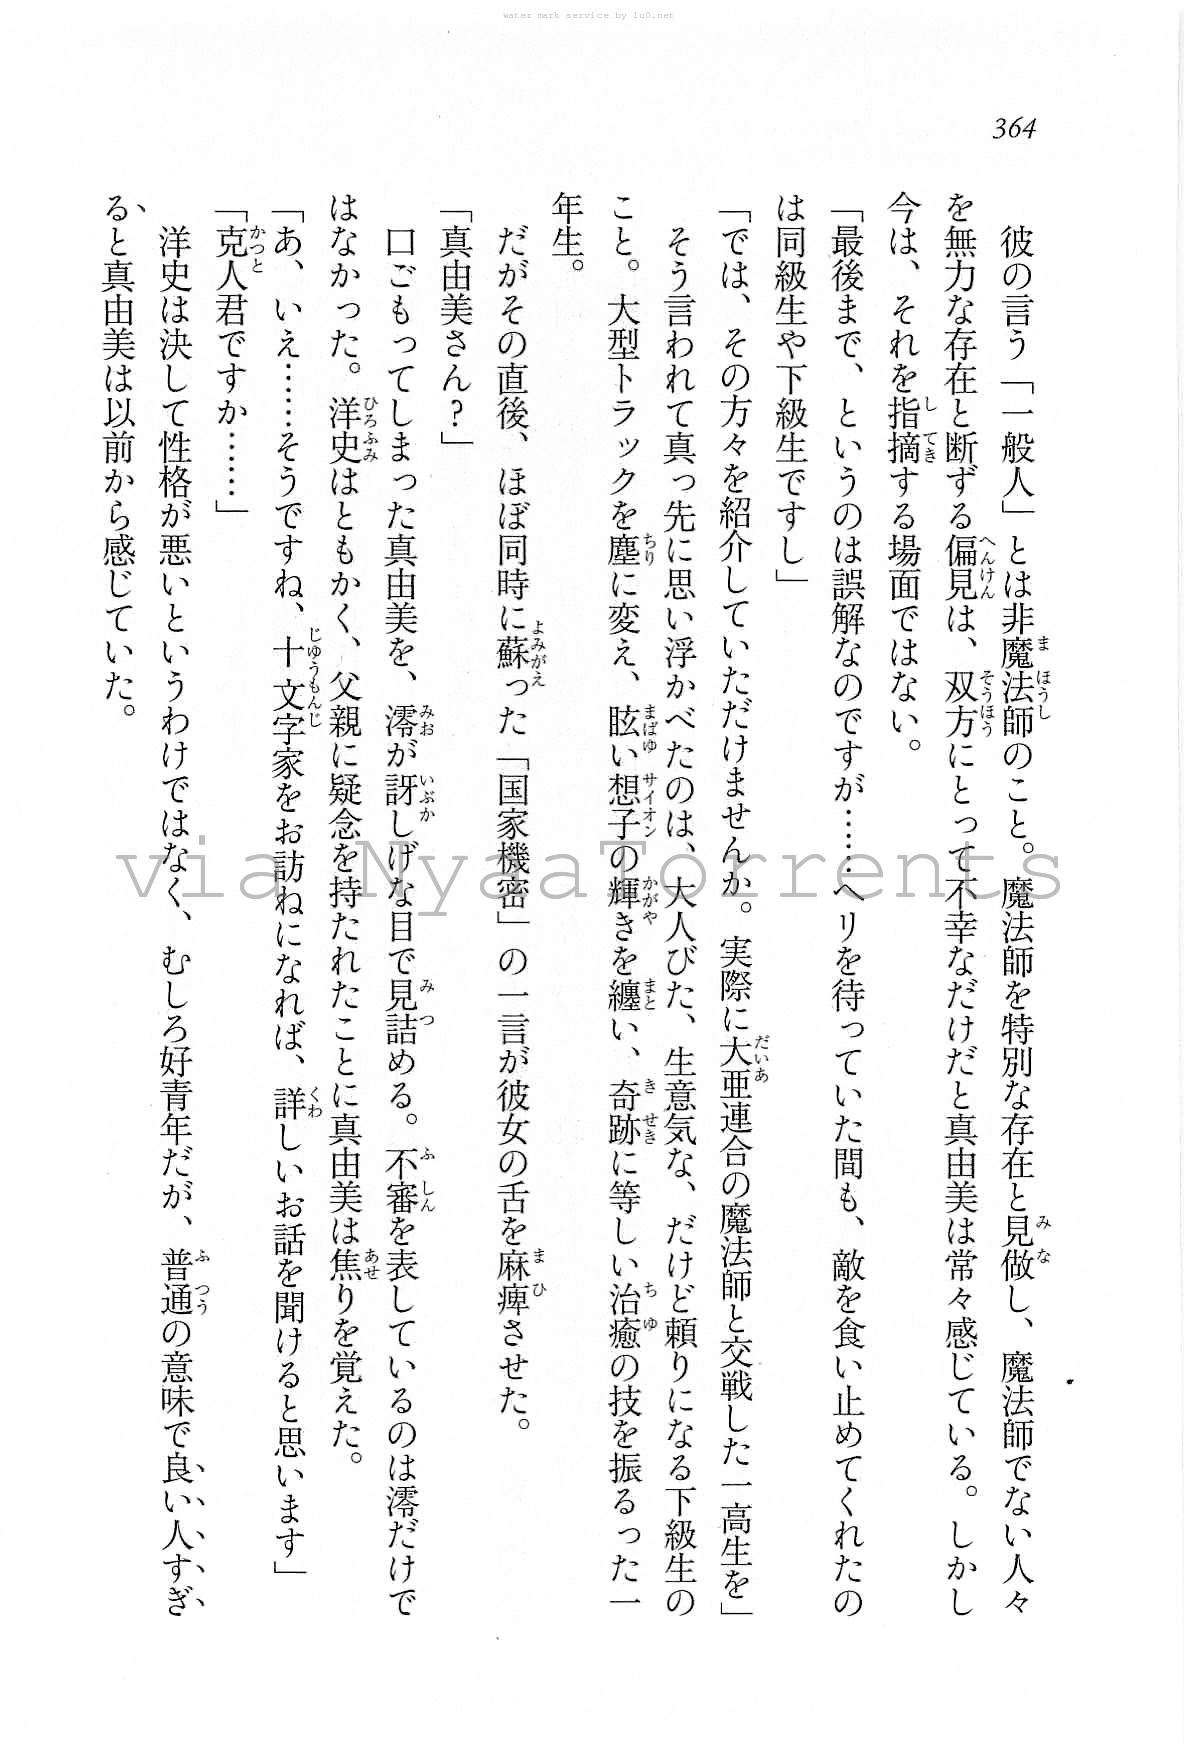 water mark service by lu0.net
364
彼の言う「一般人」とは非魔法師のこと。魔法師を特別な存在と見做し、魔法師でない人々
を無力な存在と断ずる偏見は、双方にとって不幸なだけだと真由美は常々感じている。しかし
今は、それを指摘する場面ではない。
「最後まで、というのは誤解なのですが……ヘリを待っていた間も、敵を食い止めてくれたの
は同級生や下級生ですし」
「では、その方々を紹介していただけませんか。実際に大亜連合の魔法師と交戦した一高生を」
そう言われて真っ先に思い浮かべたのは、大人びた、生意気な、だけど頼りになる下級生の
こと。大型トラックを塵に変え、眩い想子の輝きを纏い、奇跡に等しい治癒の技を振るった一
年生。
だがその直後、ほぼ同時に蘇った「国家機密」の一言が彼女の舌を麻痺させた。
「真由美さん？」
口ごもってしまった真由美を、澪が訝しげな目で見詰める。不審を表しているのは澪だけで
はなかった。洋史はともかく、父親に疑念を持たれたことに真由美は焦りを覚えた。
「あ、いえ……そうですね、十文字家をお訪ねになれば、詳しいお話を聞けると思います」
「克人君ですか……」
洋史は決して性格が悪いというわけではなく、むしろ好青年だが、普通の意味で良い人すぎ
ると真由美は以前から感じていた。
via NyaaTorrents